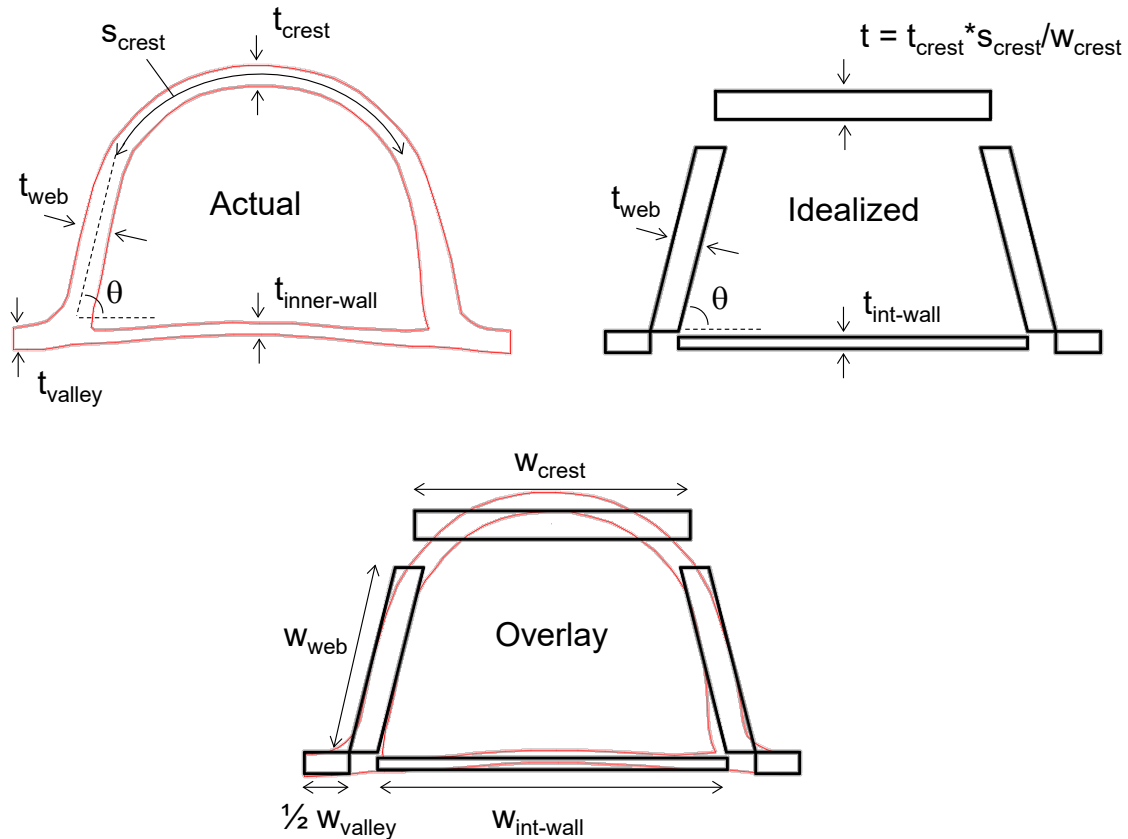 s_crest
t_crest
t = t_crest*s_crest/w_crest
t_web
Actual
θ
t_inner-wall
t_valley
t_web
Idealized
θ
t_int-wall
w_crest
w_web
Overlay
½ w_valley
w_int-wall